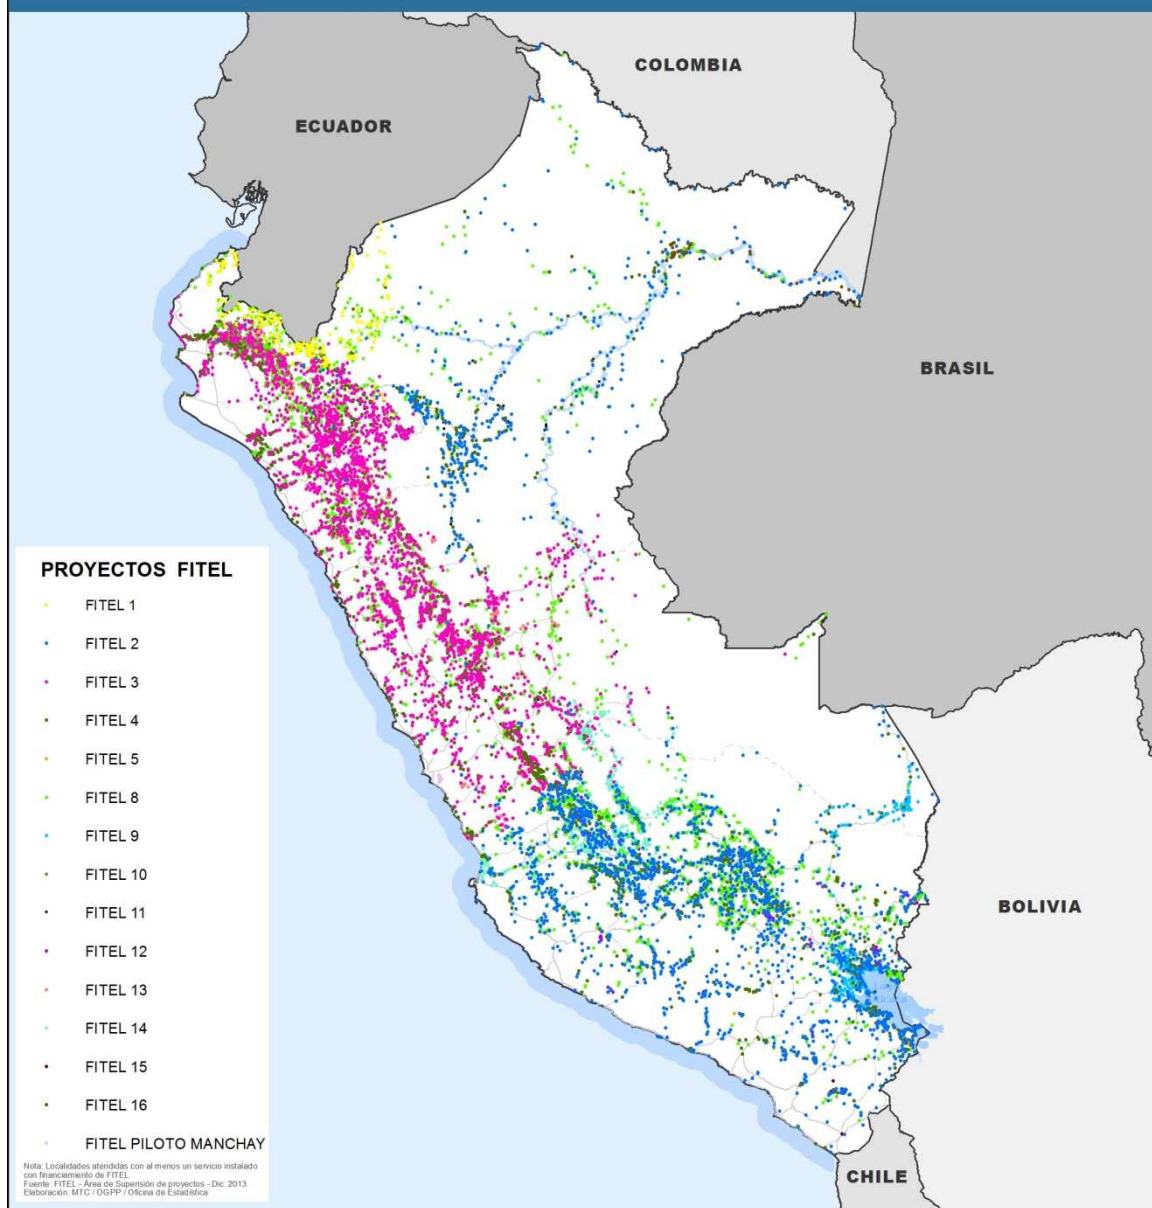 COLOMBIA
ECUADOR
BRASIL
PROYECTOS FITEL
FITEL 1
FITEL 2
FITEL 3
FITEL 4
FITEL 5
FITEL 8
FITEL 9
FITEL 10
FITEL 11
FITEL 12
FITEL 13
FITEL 14
FITEL 15
FITEL 16
FITEL PILOTO MANCHAY
Nota: Localidades atendidas con al menos un servicio instalado
con financiamiento de FITEL
Fuente: FITEL - Área de Supersión de proyectos - Dic. 2013
Elaboración: MTC / OGPP / Oficina de Estadística
BOLIVIA
CHILE